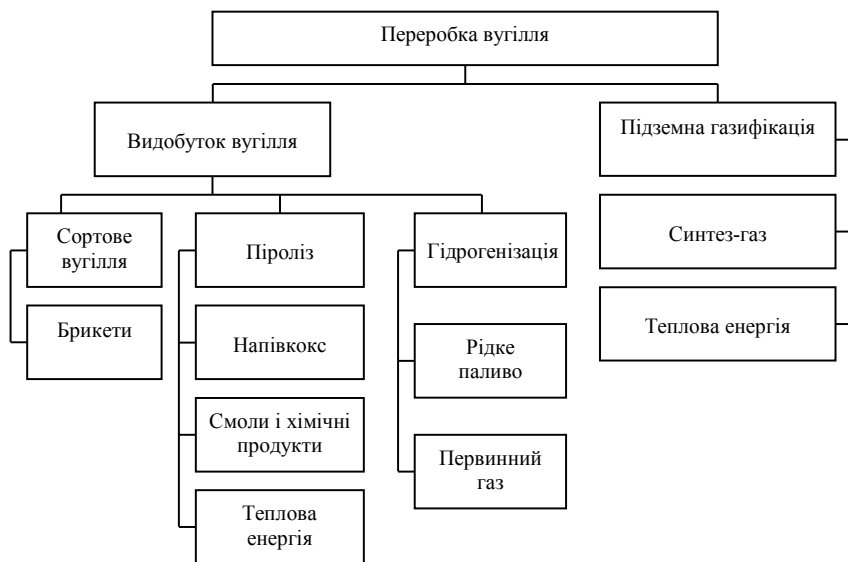 Переробка вугілля
Видобуток вугілля
Підземна газифікація
Сортове
вугілля
Піроліз
Гідрогенізація
Синтез-газ
Брикети
Напівкокс
Рідке
паливо
Теплова енергія
Смоли і хімічні
продукти
Первинний
газ
Теплова
енергія